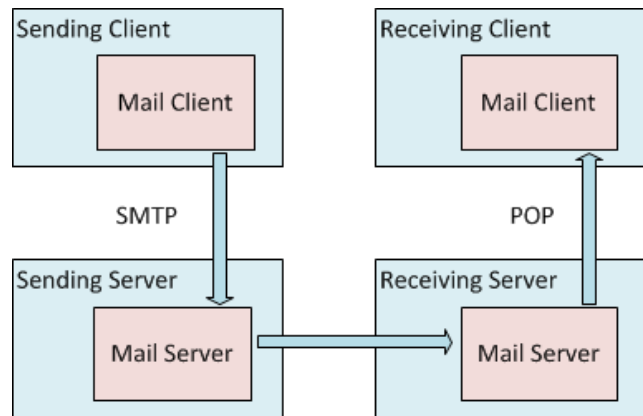 Sending Client
Mail Client
Receiving Client
Mail Client
SMTP
POP
Sending Server
Mail Server
Receiving Server
Mail Server